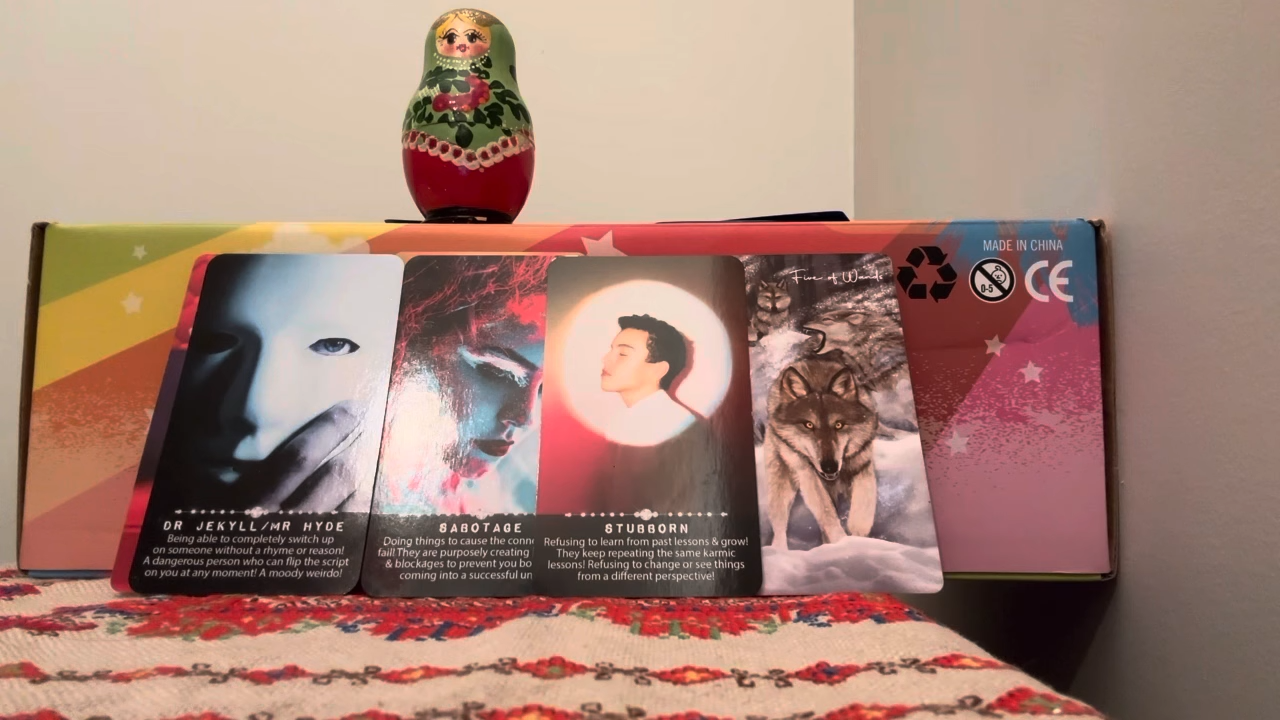 MADE IN CHINA
0-5
CE
Five of Wands
DR JEKYLL/MR HYDE
Being able to completely switch up
on someone without a rhyme or reason!
A dangerous person who can flip the script
on you at any moment! A moody weirdo!
SABOTAGE
Doing things to cause the conn
fail! They are purposely creating
& blockages to prevent you bo
coming into a successful un
STUBBORN
Refusing to learn from past lessons & grow!
They keep repeating the same karmic
lessons! Refusing to change or see things
from a different perspective!